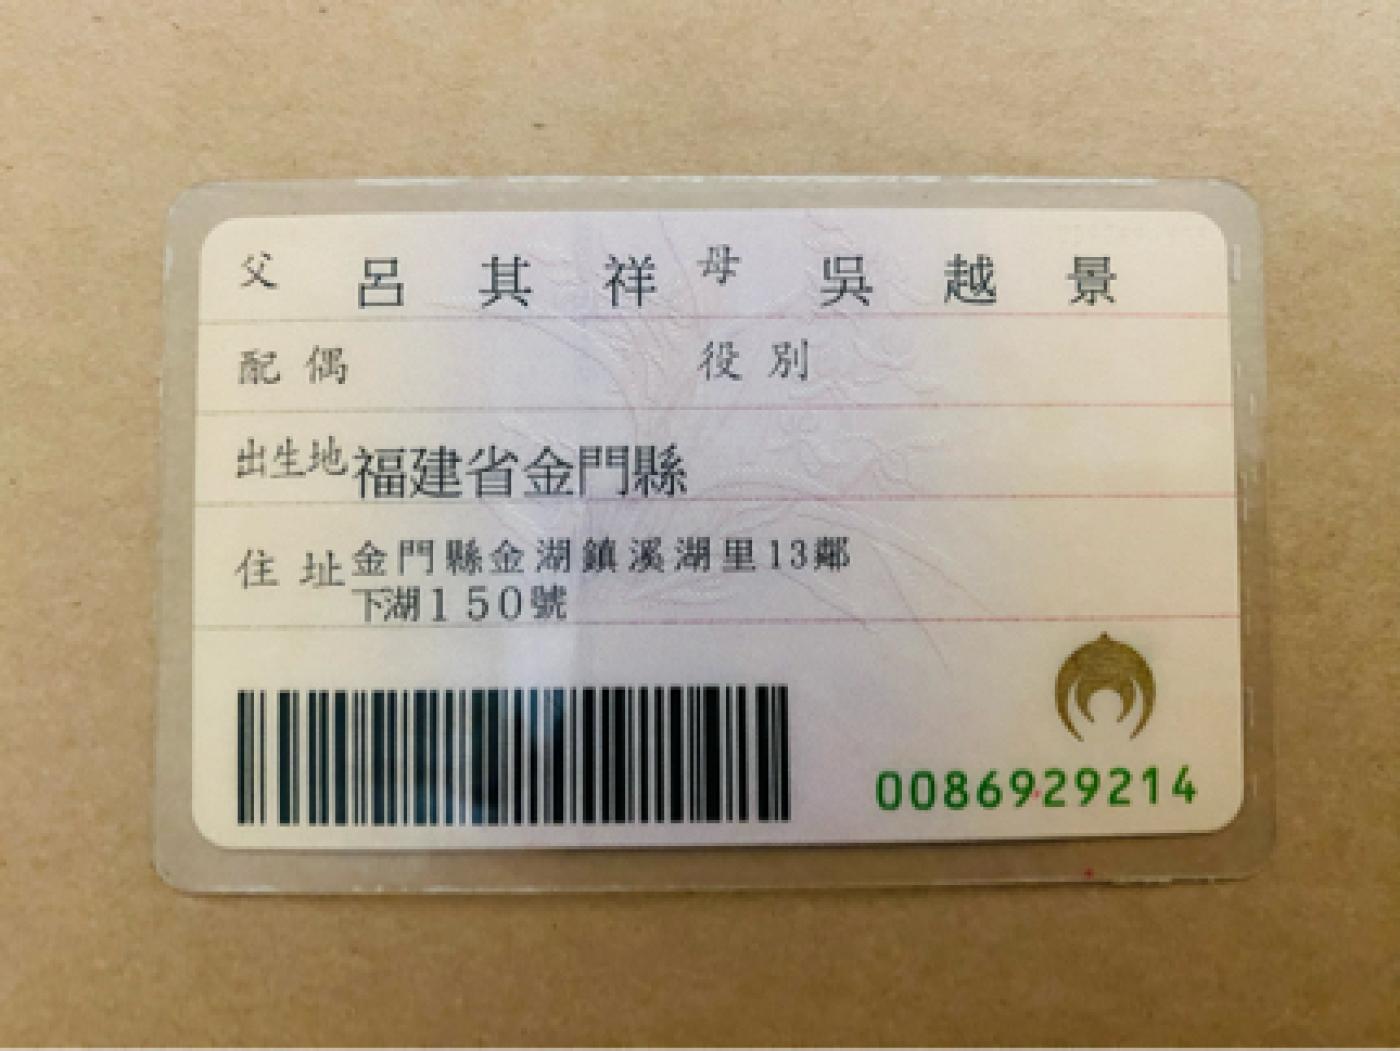 父 呂其祥 母 吳越景
配偶 役別
出生地 福建省金門縣
住址 金門縣金湖鎮溪湖里13鄰
下湖150號
0086929214